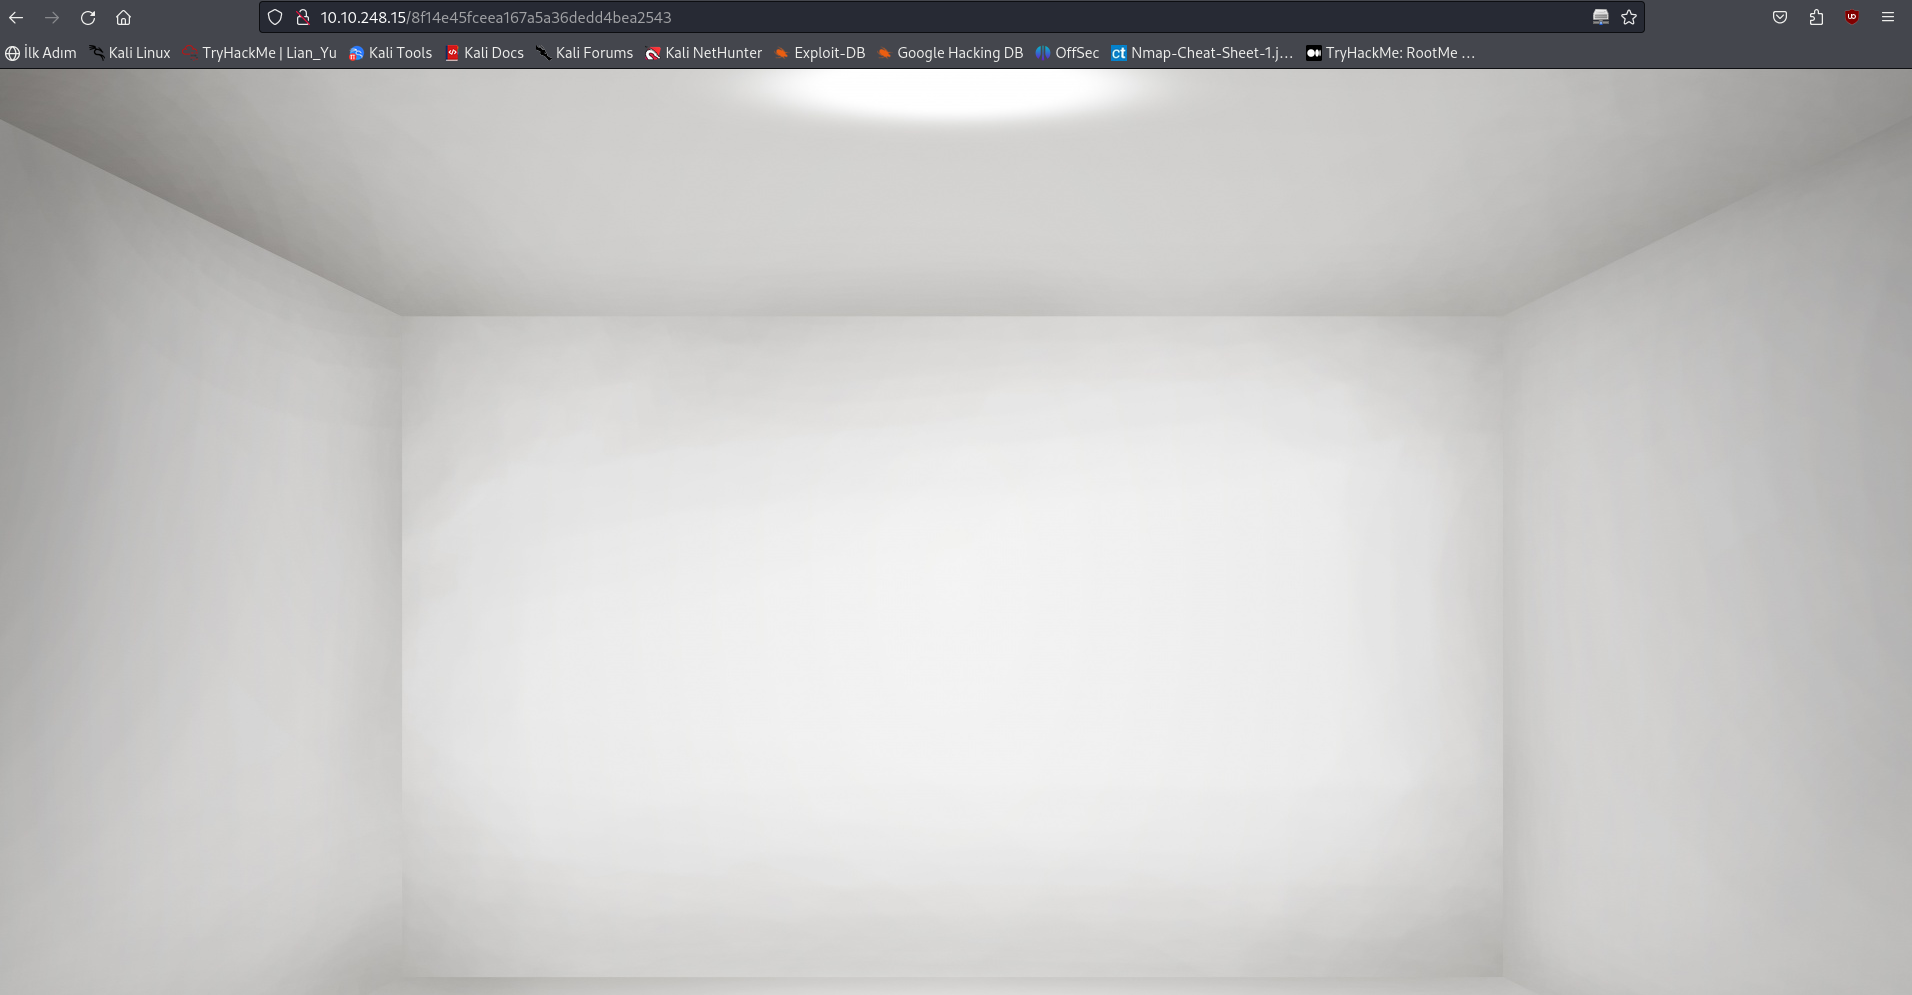 10.10.248.15/8f14e45fceea167a5a36dedd4bea2543
İlk Adım Kali Linux TryHackMe | Lian_Yu Kali Tools Kali Docs Kali Forums Kali NetHunter Exploit-DB Google Hacking DB OffSec Nmap-Cheat-Sheet-1.j… TryHackMe: RootMe …